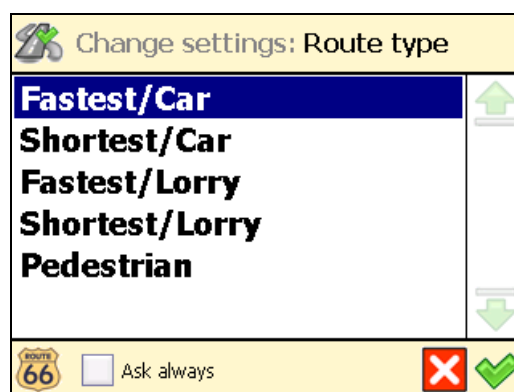 Change settings: Route type
Fastest/Car
Shortest/Car
Fastest/Lorry
Shortest/Lorry
Pedestrian
ROUTE
66
Ask always